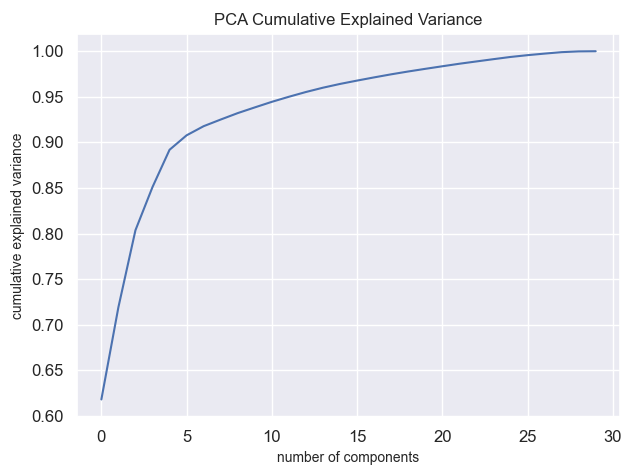 PCA Cumulative Explained Variance
cumulative explained variance
1.00
0.95
0.90
0.85
0.80
0.75
0.70
0.65
0.60
0 5 10 15 20 25 30
number of components